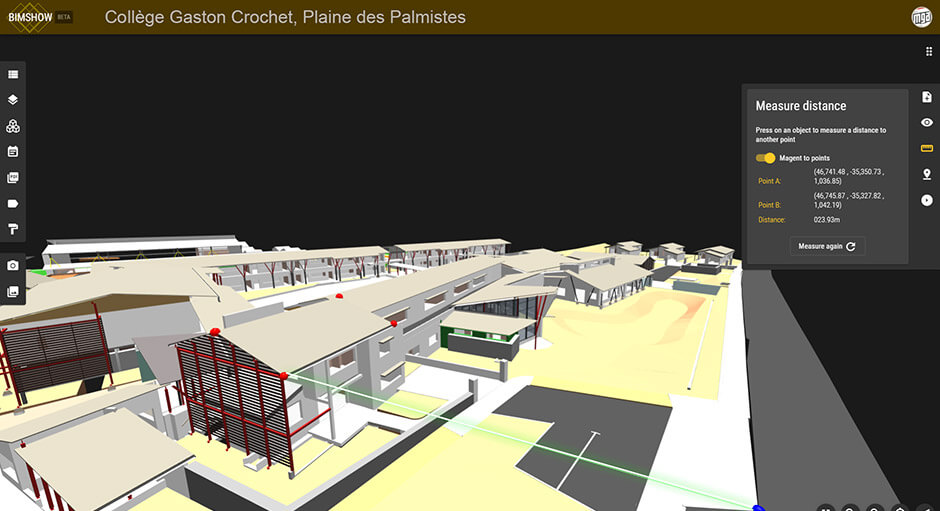 BIMSHOW BETA Collège Gaston Crochet, Plaine des Palmistes
mga
Measure distance
Press on an object to measure a distance to
another point
Magent to points
Point A: (46,741.48 , -35,350.73 ,
1,036.85)
Point B: (46,745.87 , -35,327.82 ,
1,042.19)
Distance: 023.93m
Measure again
PDF